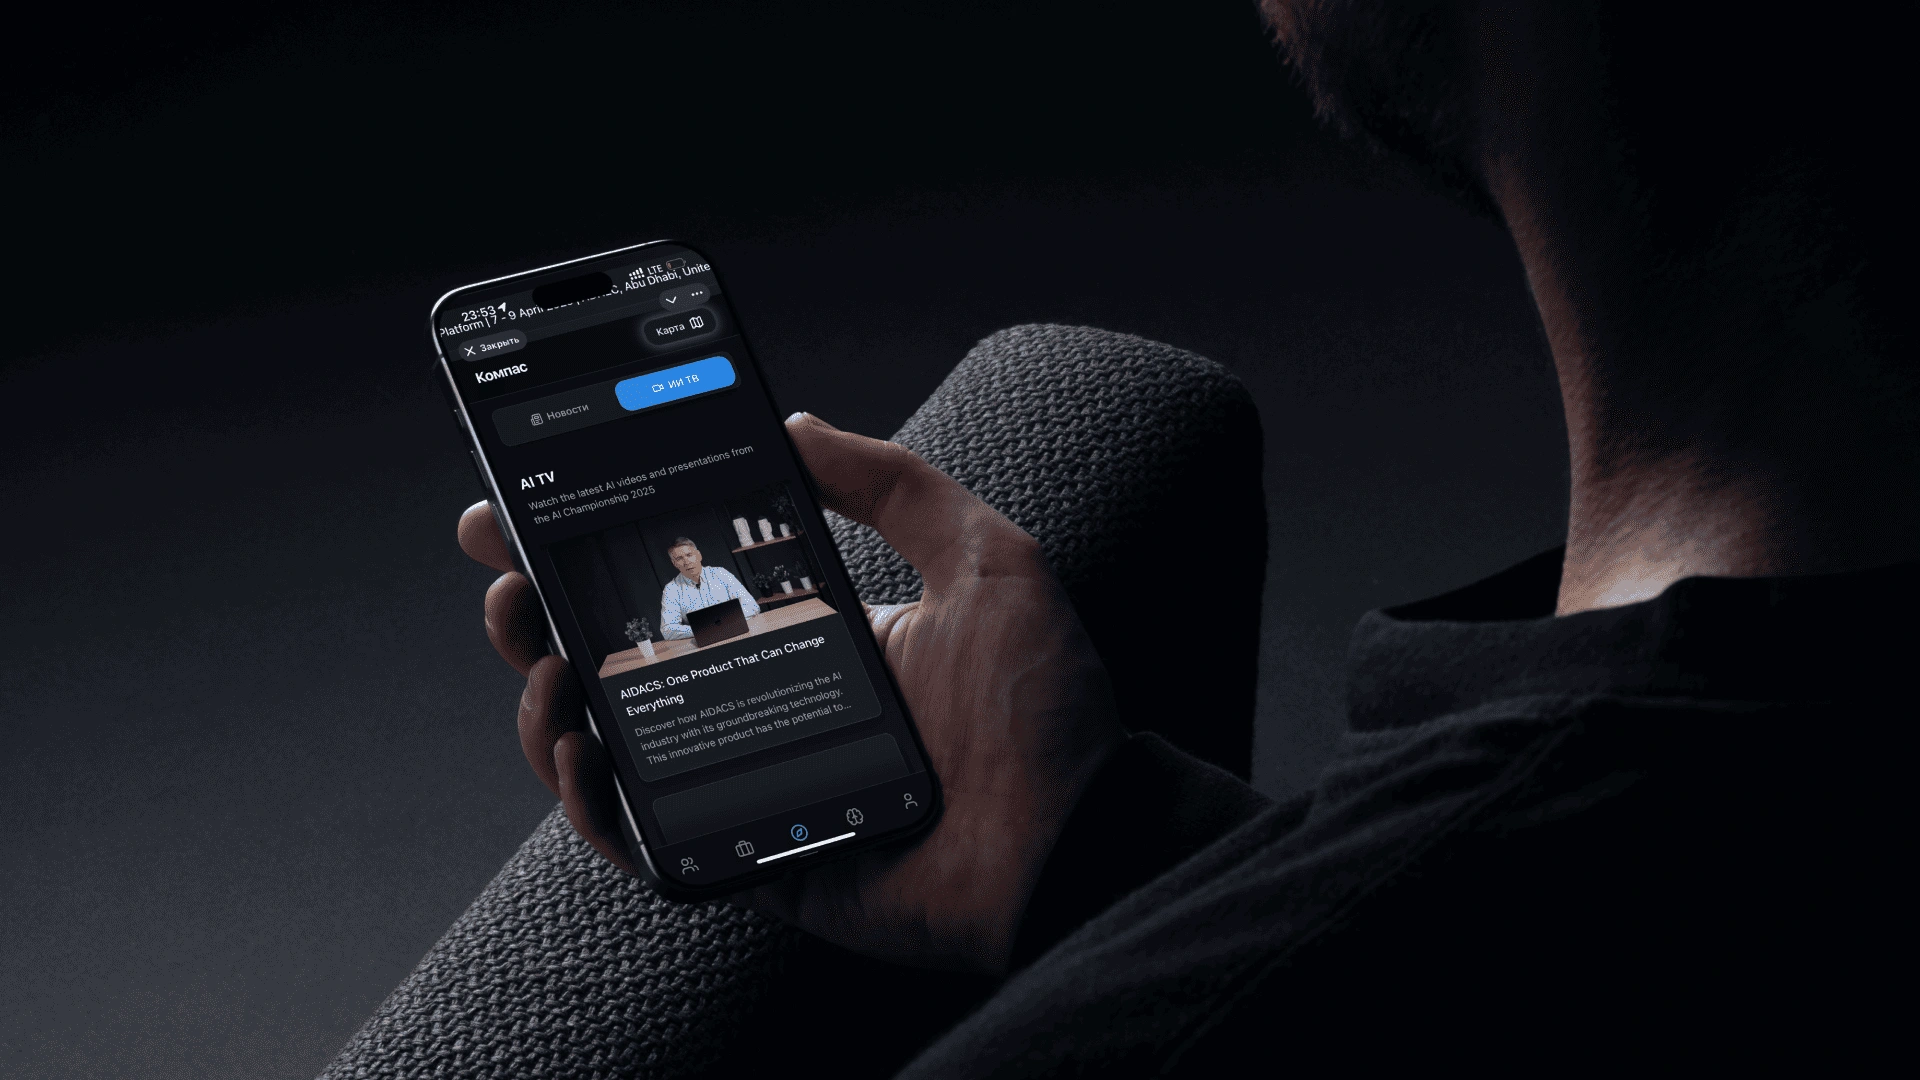 23:53
LTE
Platform | 7 - 9 April
Abu Dhabi, Unite
Закрыть
Карта
Компас
Новости
ИИ ТВ
AI TV
Watch the latest AI videos and presentations from
the AI Championship 2025
AIDACS: One Product That Can Change
Everything
Discover how AIDACS is revolutionizing the AI
industry with its groundbreaking technology.
This innovative product has the potential to...